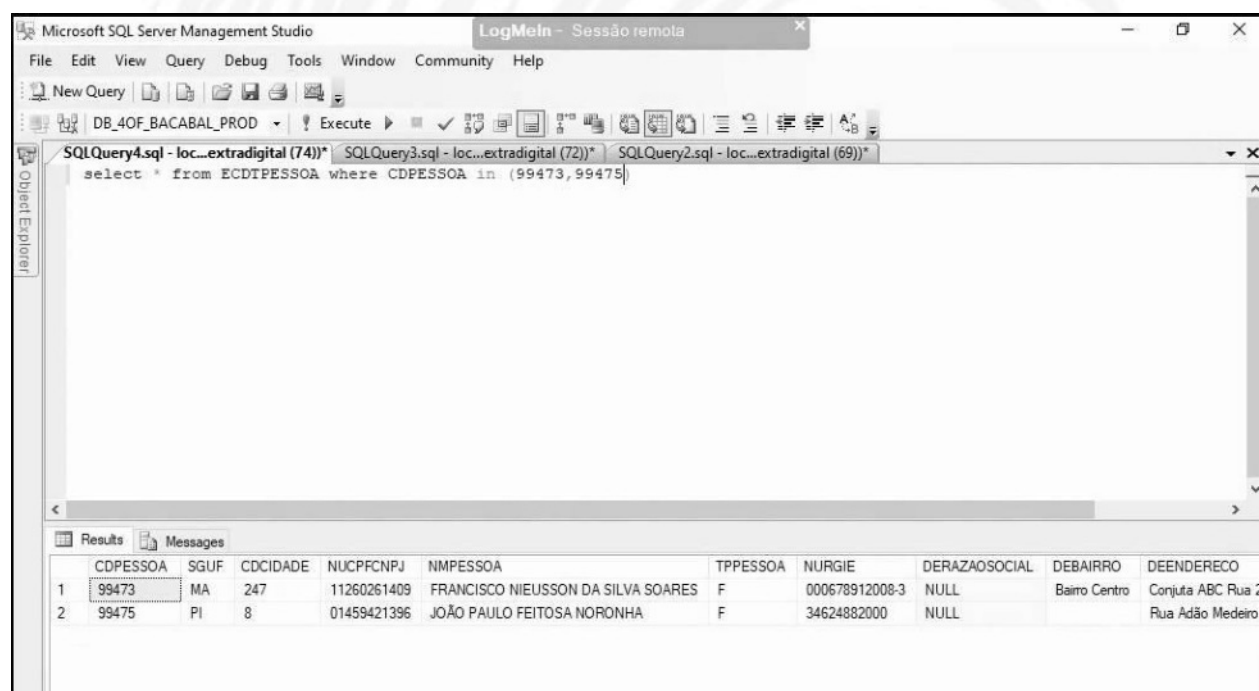 Microsoft SQL Server Management Studio
LogMeIn - Sessão remota
File Edit View Query Debug Tools Window Community Help
New Query
DB_4OF_BACABAL_PROD Execute
SQLQuery4.sql - loc...extradigital (74))* SQLQuery3.sql - loc...extradigital (72))* SQLQuery2.sql - loc...extradigital (69))*
select * from ECDTPESSOA where CDPESSOA in (99473,99475)
Object Explorer
Results Messages
CDPESSOA SGUF CDCIDADE NUCPFCNPJ NMPESSOA TPPESSOA NURGIE DERAZAOSOCIAL DEBAIRRO DEENDERECO
1 99473 MA 247 11260261409 FRANCISCO NIEUSSON DA SILVA SOARES F 000678912008-3 NULL Bairro Centro Conjuta ABC Rua 2
2 99475 PI 8 01459421396 JOÃO PAULO FEITOSA NORONHA F 34624882000 NULL Rua Adão Medeiro